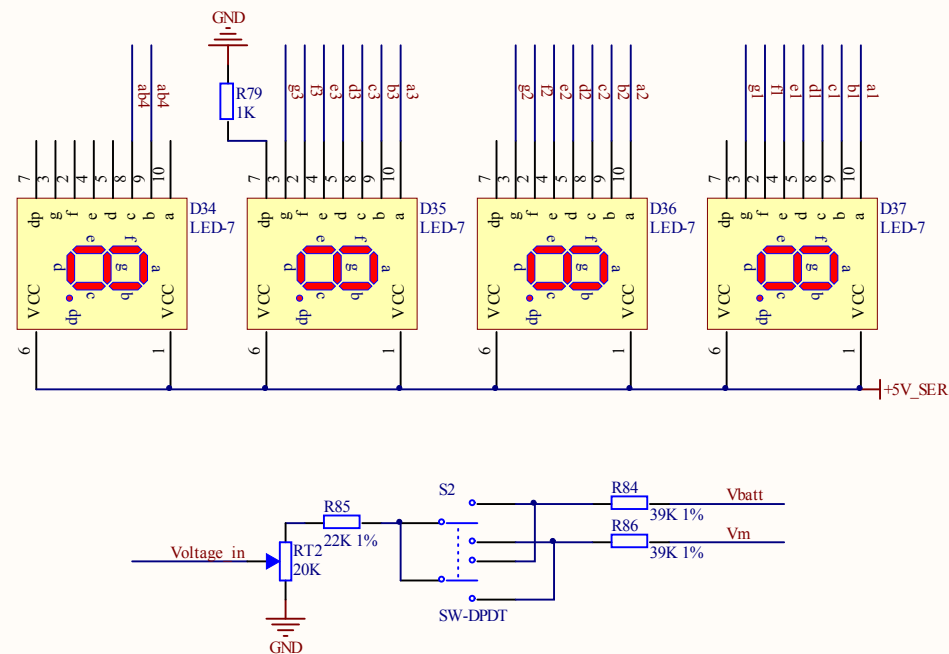 GND
R79
1K
ab4
ab4
g3
f3
e3
d3
c3
b3
a3
g2
f2
e2
d2
c2
b2
a2
g1
f1
e1
d1
c1
b1
a1
7 3 2 4 5 8 9 10
7 3 2 4 5 8 9 10
7 3 2 4 5 8 9 10
7 3 2 4 5 8 9 10
dp g f e d c b a
D34
LED-7
e f
d g a
c b
dp
VCC VCC
6 1
dp g f e d c b a
D35
LED-7
e f
d g a
c b
dp
VCC VCC
6 1
dp g f e d c b a
D36
LED-7
e f
d g a
c b
dp
VCC VCC
6 1
dp g f e d c b a
D37
LED-7
e f
d g a
c b
dp
VCC VCC
6 1
+5V_SER
S2
R84
39K 1%
Vbatt
R85
22K 1%
R86
39K 1%
Vm
Voltage_in
RT2
20K
SW-DPDT
GND